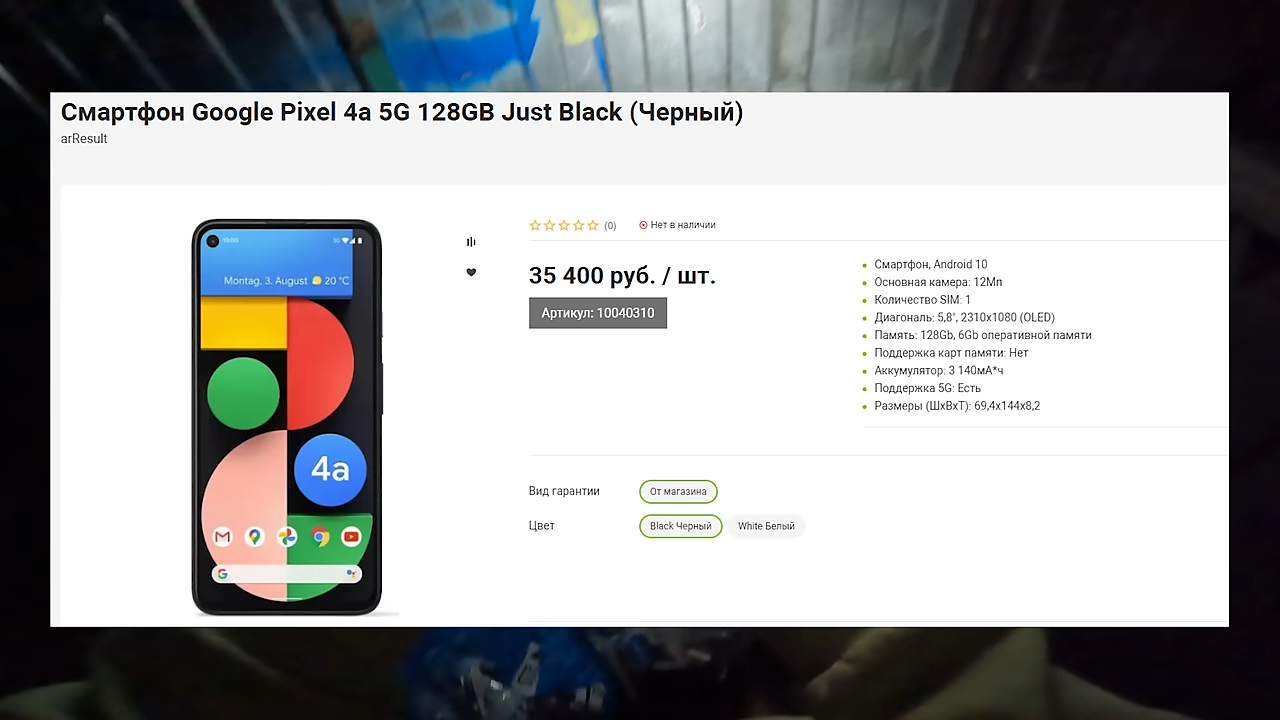 Смартфон Google Pixel 4a 5G 128GB Just Black (Черный)
arResult
10:00
5G
Montag, 3. August 20 °C
4a
(0) Нет в наличии
35 400 руб. / шт.
Артикул: 10040310
Смартфон, Android 10
Основная камера: 12Мп
Количество SIM: 1
Диагональ: 5,8", 2310x1080 (OLED)
Память: 128Gb, 6Gb оперативной памяти
Поддержка карт памяти: Нет
Аккумулятор: 3 140мА*ч
Поддержка 5G: Есть
Размеры (ШxВxТ): 69,4x144x8,2
Вид гарантии От магазина
Цвет Black Черный White Белый